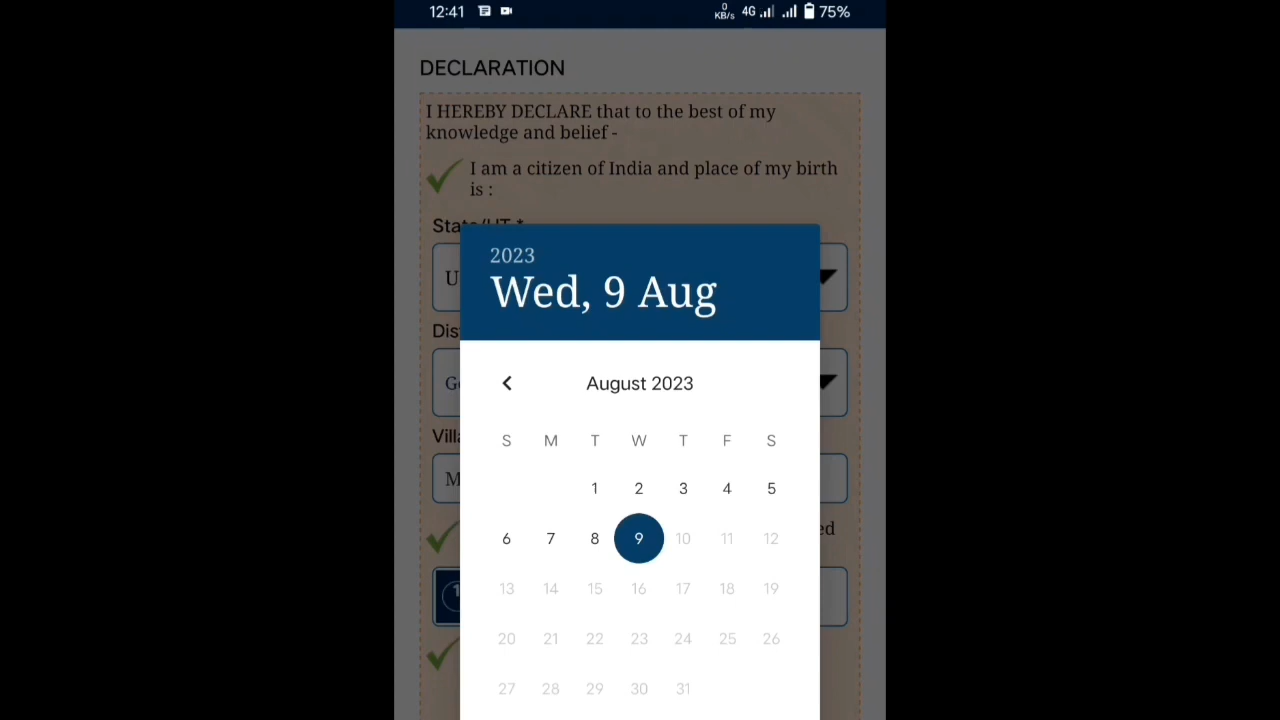 12:41 0 KB/s 4G 75%
DECLARATION
I HEREBY DECLARE that to the best of my
knowledge and belief -
I am a citizen of India and place of my birth
is :
2023
Wed, 9 Aug
August 2023
S M T W T F S
1 2 3 4 5
6 7 8 9 10 11 12
13 14 15 16 17 18 19
20 21 22 23 24 25 26
27 28 29 30 31